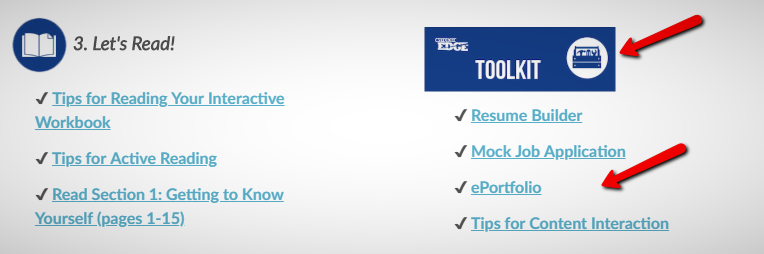 3. Let's Read!
✔ Tips for Reading Your Interactive
Workbook
✔ Tips for Active Reading
✔ Read Section 1: Getting to Know
Yourself (pages 1-15)
EDGE
TOOLKIT
✔ Resume Builder
✔ Mock Job Application
✔ ePortfolio
✔ Tips for Content Interaction